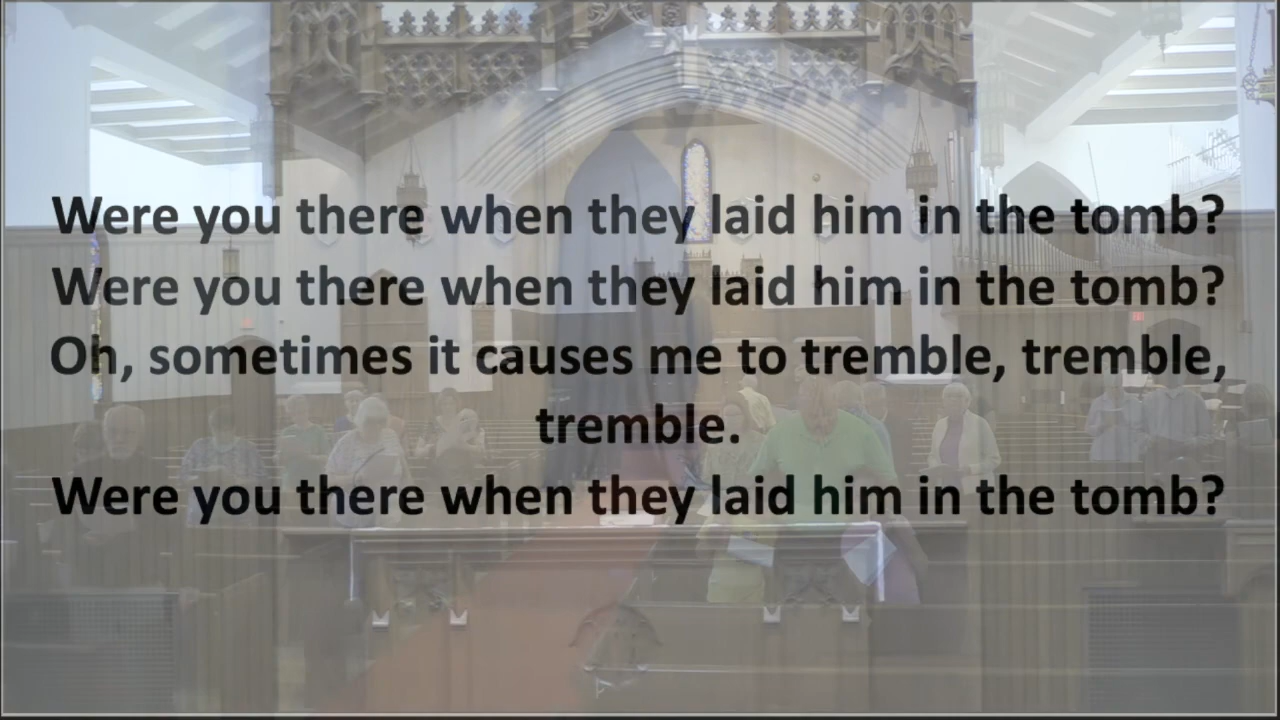 Were you there when they laid him in the tomb?
Were you there when they laid him in the tomb?
Oh, sometimes it causes me to tremble, tremble,
tremble.
Were you there when they laid him in the tomb?